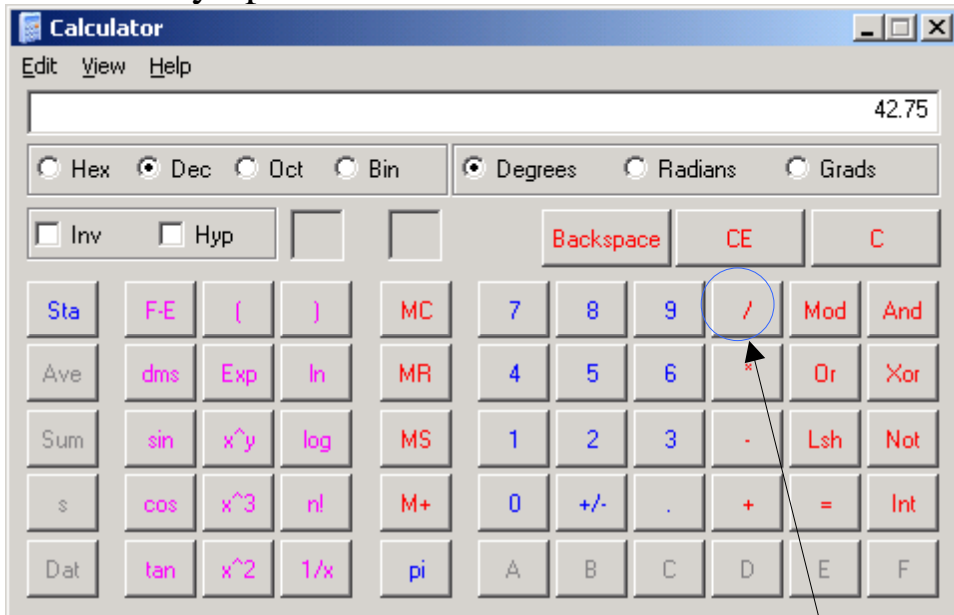 Calculator
Edit View Help
42.75
Hex Dec Oct Bin Degrees Radians Grads
Inv Hyp Backspace CE C
Sta F-E ( ) MC 7 8 9 / Mod And
Ave dms Exp ln MR 4 5 6 * Or Xor
Sum sin x^y log MS 1 2 3 - Lsh Not
s cos x^3 n! M+ 0 +/- . + = Int
Dat tan x^2 1/x pi A B C D E F